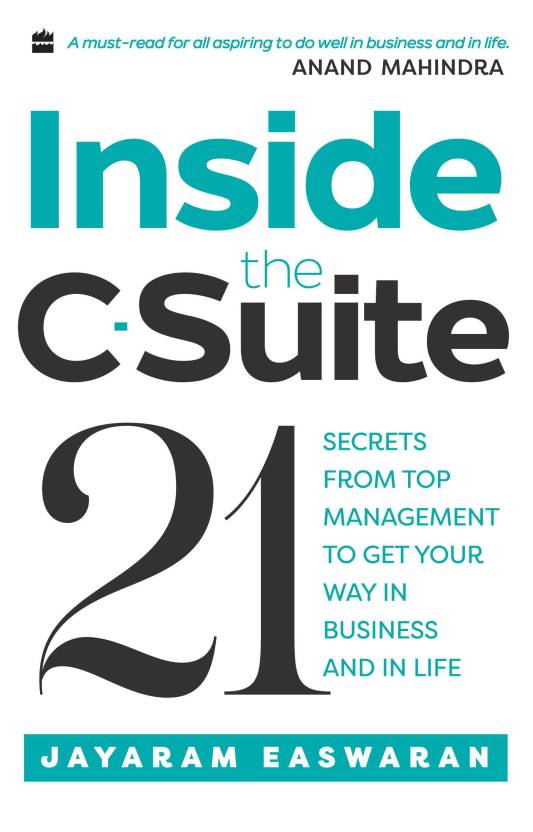 A must-read for all aspiring to do well in business and in life.
ANAND MAHINDRA
Inside
the
C-Suite
21
SECRETS
FROM TOP
MANAGEMENT
TO GET YOUR
WAY IN
BUSINESS
AND IN LIFE
JAYARAM EASWARAN